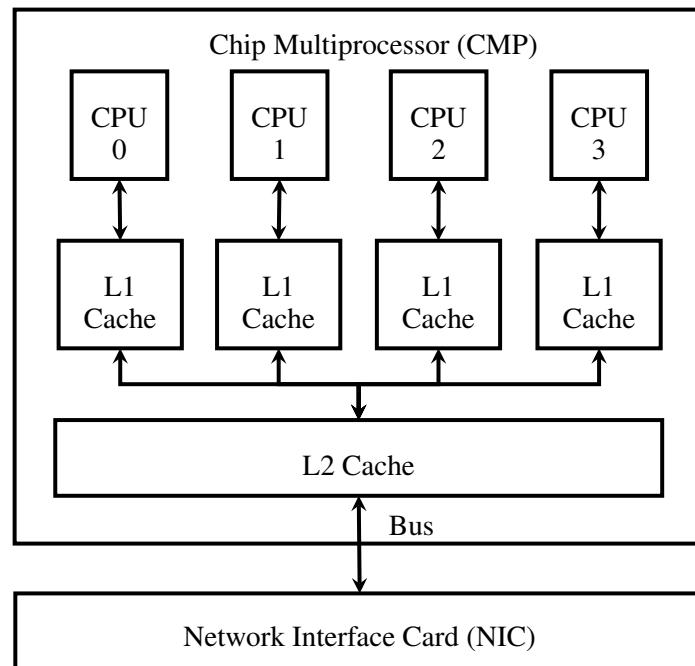 Chip Multiprocessor (CMP)
CPU
0
CPU
1
CPU
2
CPU
3
L1
Cache
L1
Cache
L1
Cache
L1
Cache
L2 Cache
Bus
Network Interface Card (NIC)